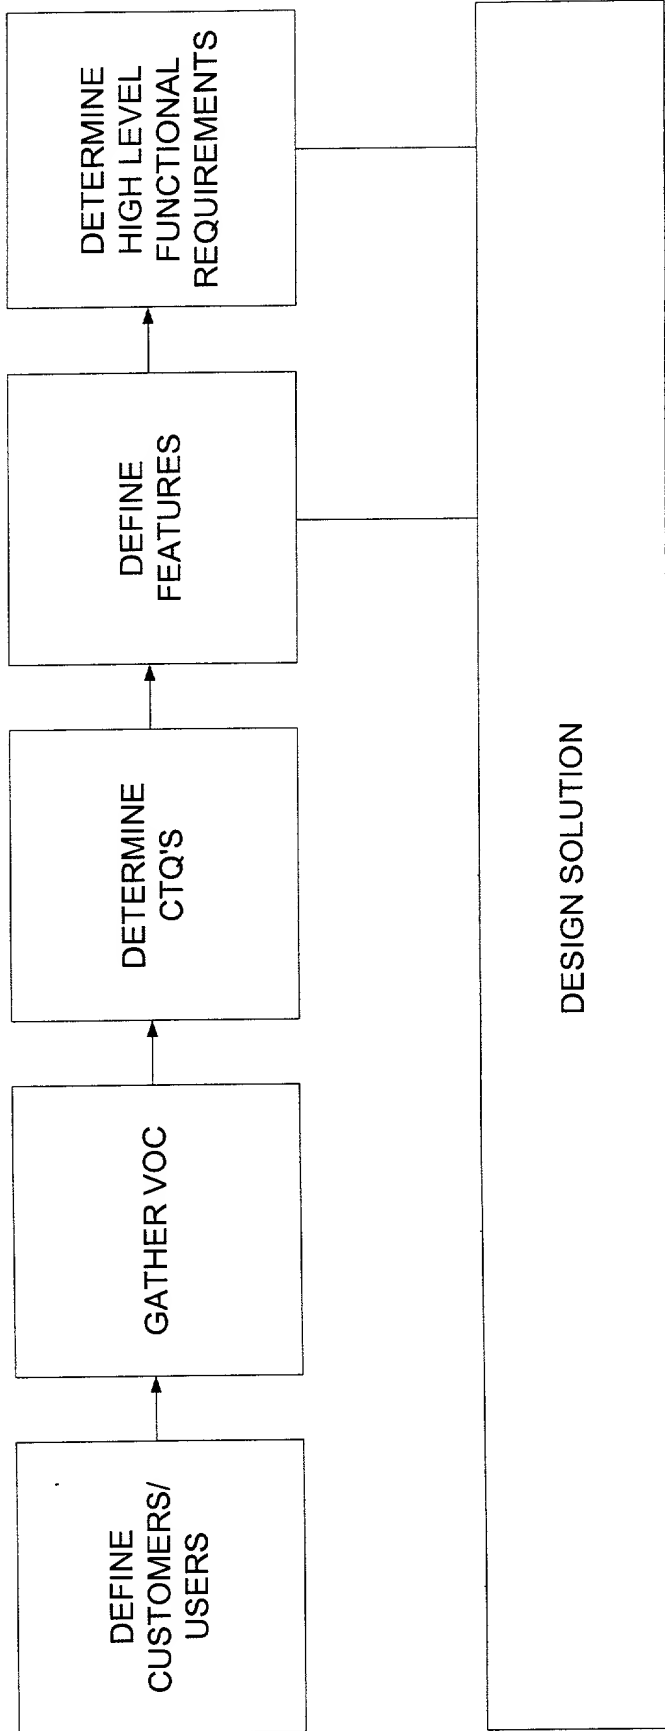 DEFINE
CUSTOMERS/
USERS
GATHER VOC
DETERMINE
CTQ'S
DEFINE
FEATURES
DETERMINE
HIGH LEVEL
FUNCTIONAL
REQUIREMENTS
DESIGN SOLUTION